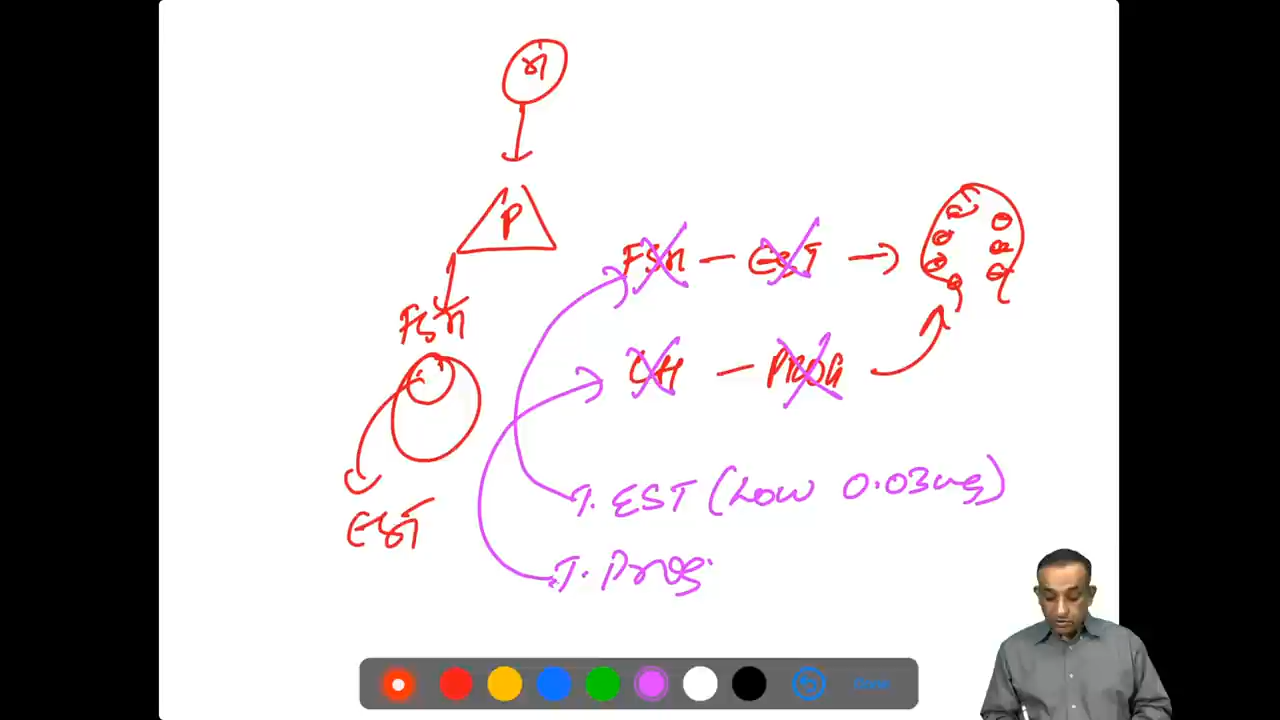 H
P
FSH — EST
FSH
LH — PROG
T. EST (Low 0.03mg)
EST
T. Prog